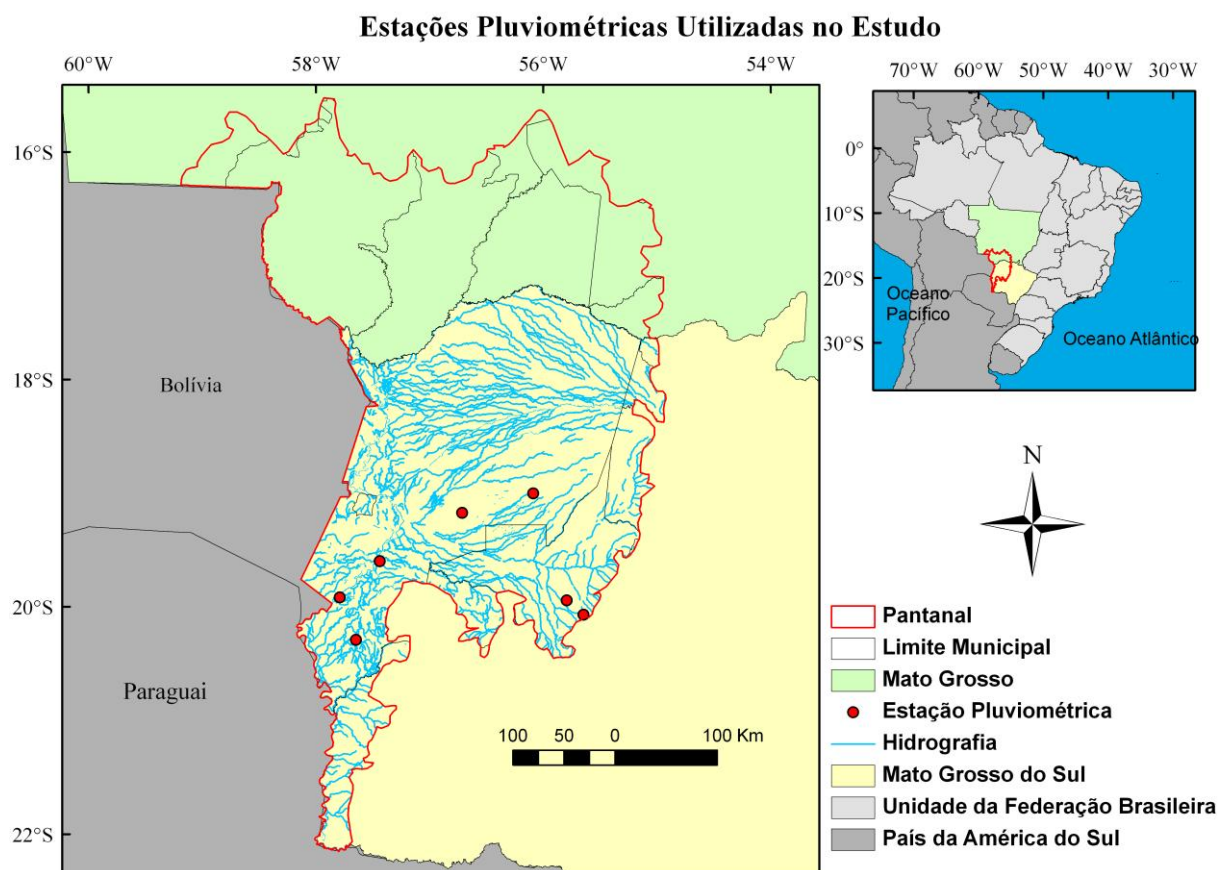 Estações Pluviométricas Utilizadas no Estudo
60°W 58°W 56°W 54°W
16°S
18°S
20°S
22°S
Bolívia
Paraguai
100 50 0 100 Km
70°W 60°W 50°W 40°W 30°W
0°
10°S
20°S
30°S
Oceano
Pacífico
Oceano Atlântico
N
Pantanal
Limite Municipal
Mato Grosso
Estação Pluviométrica
Hidrografia
Mato Grosso do Sul
Unidade da Federação Brasileira
País da América do Sul